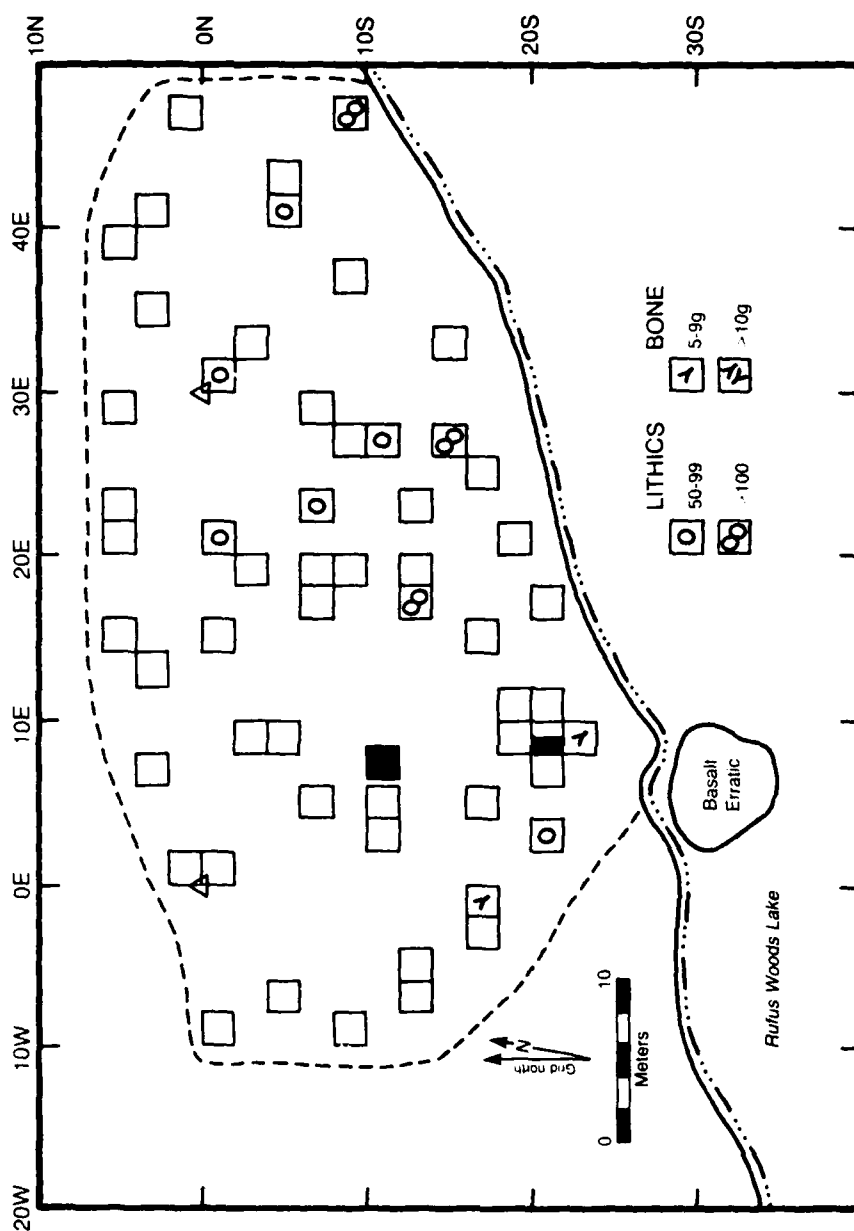 20W
10W
0E
10E
20E
30E
40E
10N
0N
10S
20S
30S
Grid north
N
0
10
Meters
Rufus Woods Lake
Basalt
Erratic
LITHICS
50-99
>100
BONE
5-9g
>10g